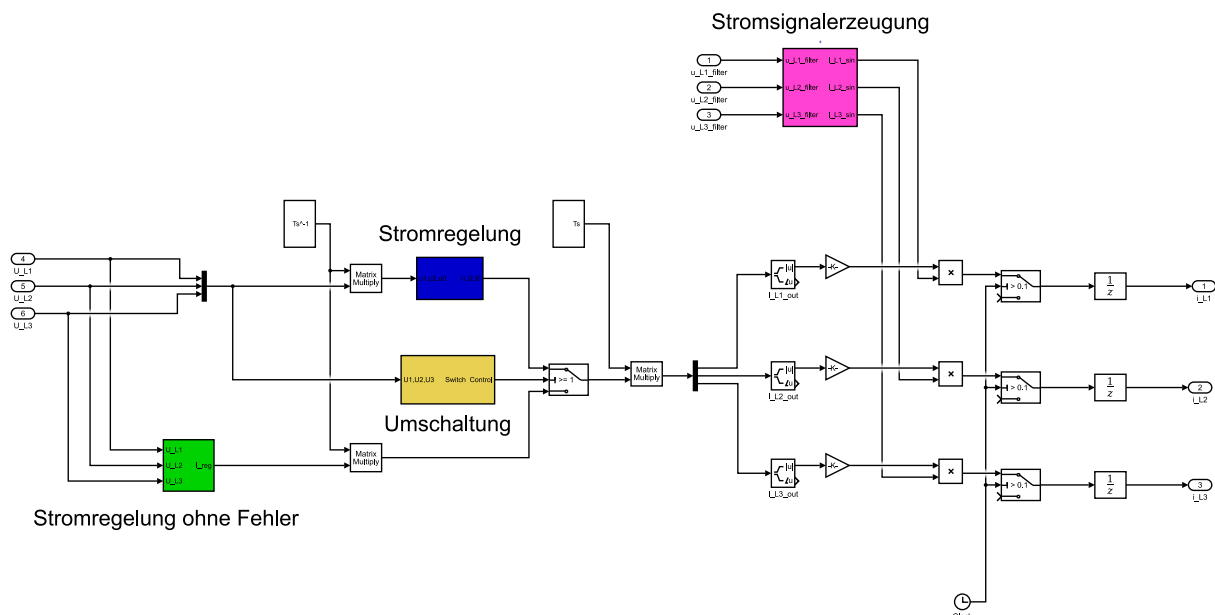 Stromsignalerzeugung
1
u_L1_filter
2
u_L2_filter
3
u_L3_filter
u_L1_filter I_L1_sin
u_L2_filter I_L2_sin
u_L3_filter I_L3_sin
Ts^-1
Ts
Stromregelung
4
U_L1
5
U_L2
6
U_L3
Matrix
Multiply
|u|
∠u
I_L1_out
-K-
×
> 0.1
1
z
1
i_L1
U1,U2,U3 Switch Control
>= 1
Matrix
Multiply
|u|
∠u
I_L2_out
-K-
×
> 0.1
1
z
2
i_L2
Umschaltung
U_L1
U_L2 I_reg
U_L3
Matrix
Multiply
|u|
∠u
I_L3_out
-K-
×
> 0.1
1
z
3
i_L3
Stromregelung ohne Fehler